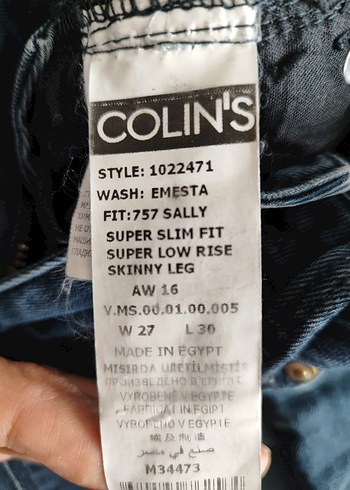 COLIN'S
STYLE: 1022471
WASH: EMESTA
FIT:757 SALLY
SUPER SLIM FIT
SUPER LOW RISE
SKINNY LEG
AW 16
V.MS.00.01.00.005
W 27 L 30
MADE IN EGYPT
MISIRDA ÜRETİLMİŞTİR
ПРОИЗВЕДЕНО В ЕГИПТЕ
VYROBENÉ V EGYPTE
FABRICAT IN EGIPT
VYROBENO V EGYPTE
埃及制造
صنع في مصر
M34473